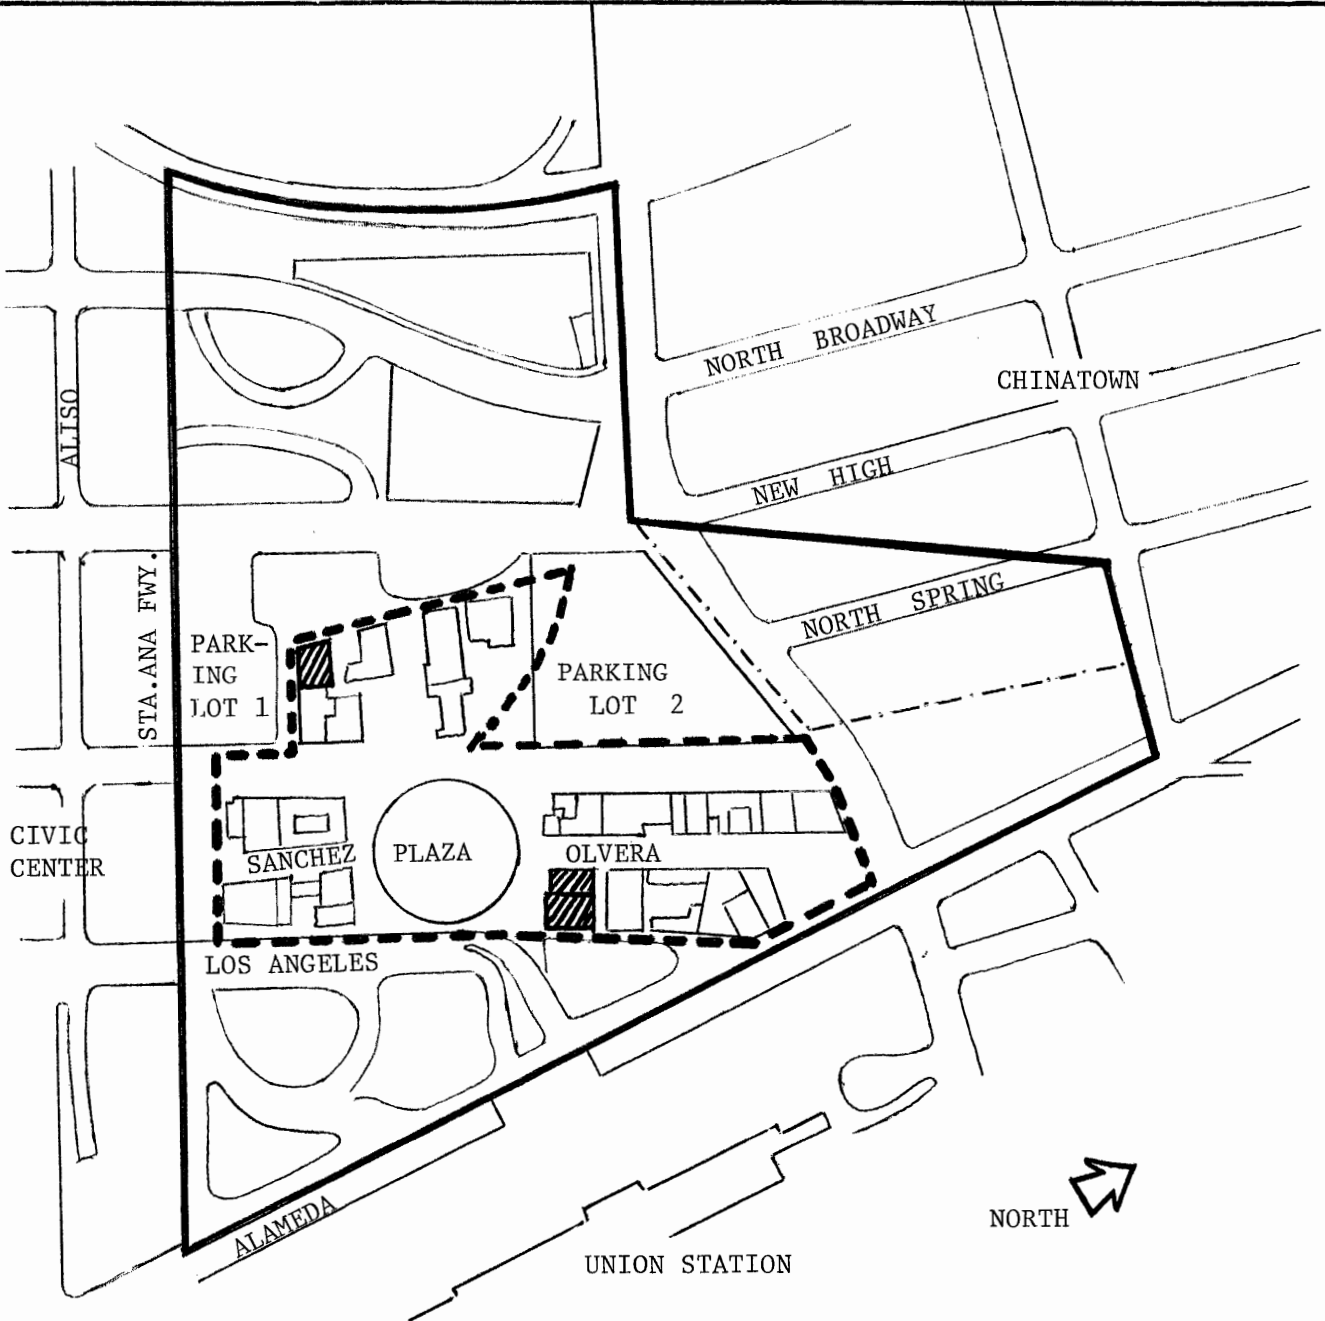 NORTH BROADWAY
CHINATOWN
ALISO
NEW HIGH
STA.ANA FWY.
NORTH SPRING
PARK-
ING
LOT 1
PARKING
LOT 2
CIVIC
CENTER
SANCHEZ
PLAZA
OLVERA
LOS ANGELES
ALAMEDA
NORTH
UNION STATION